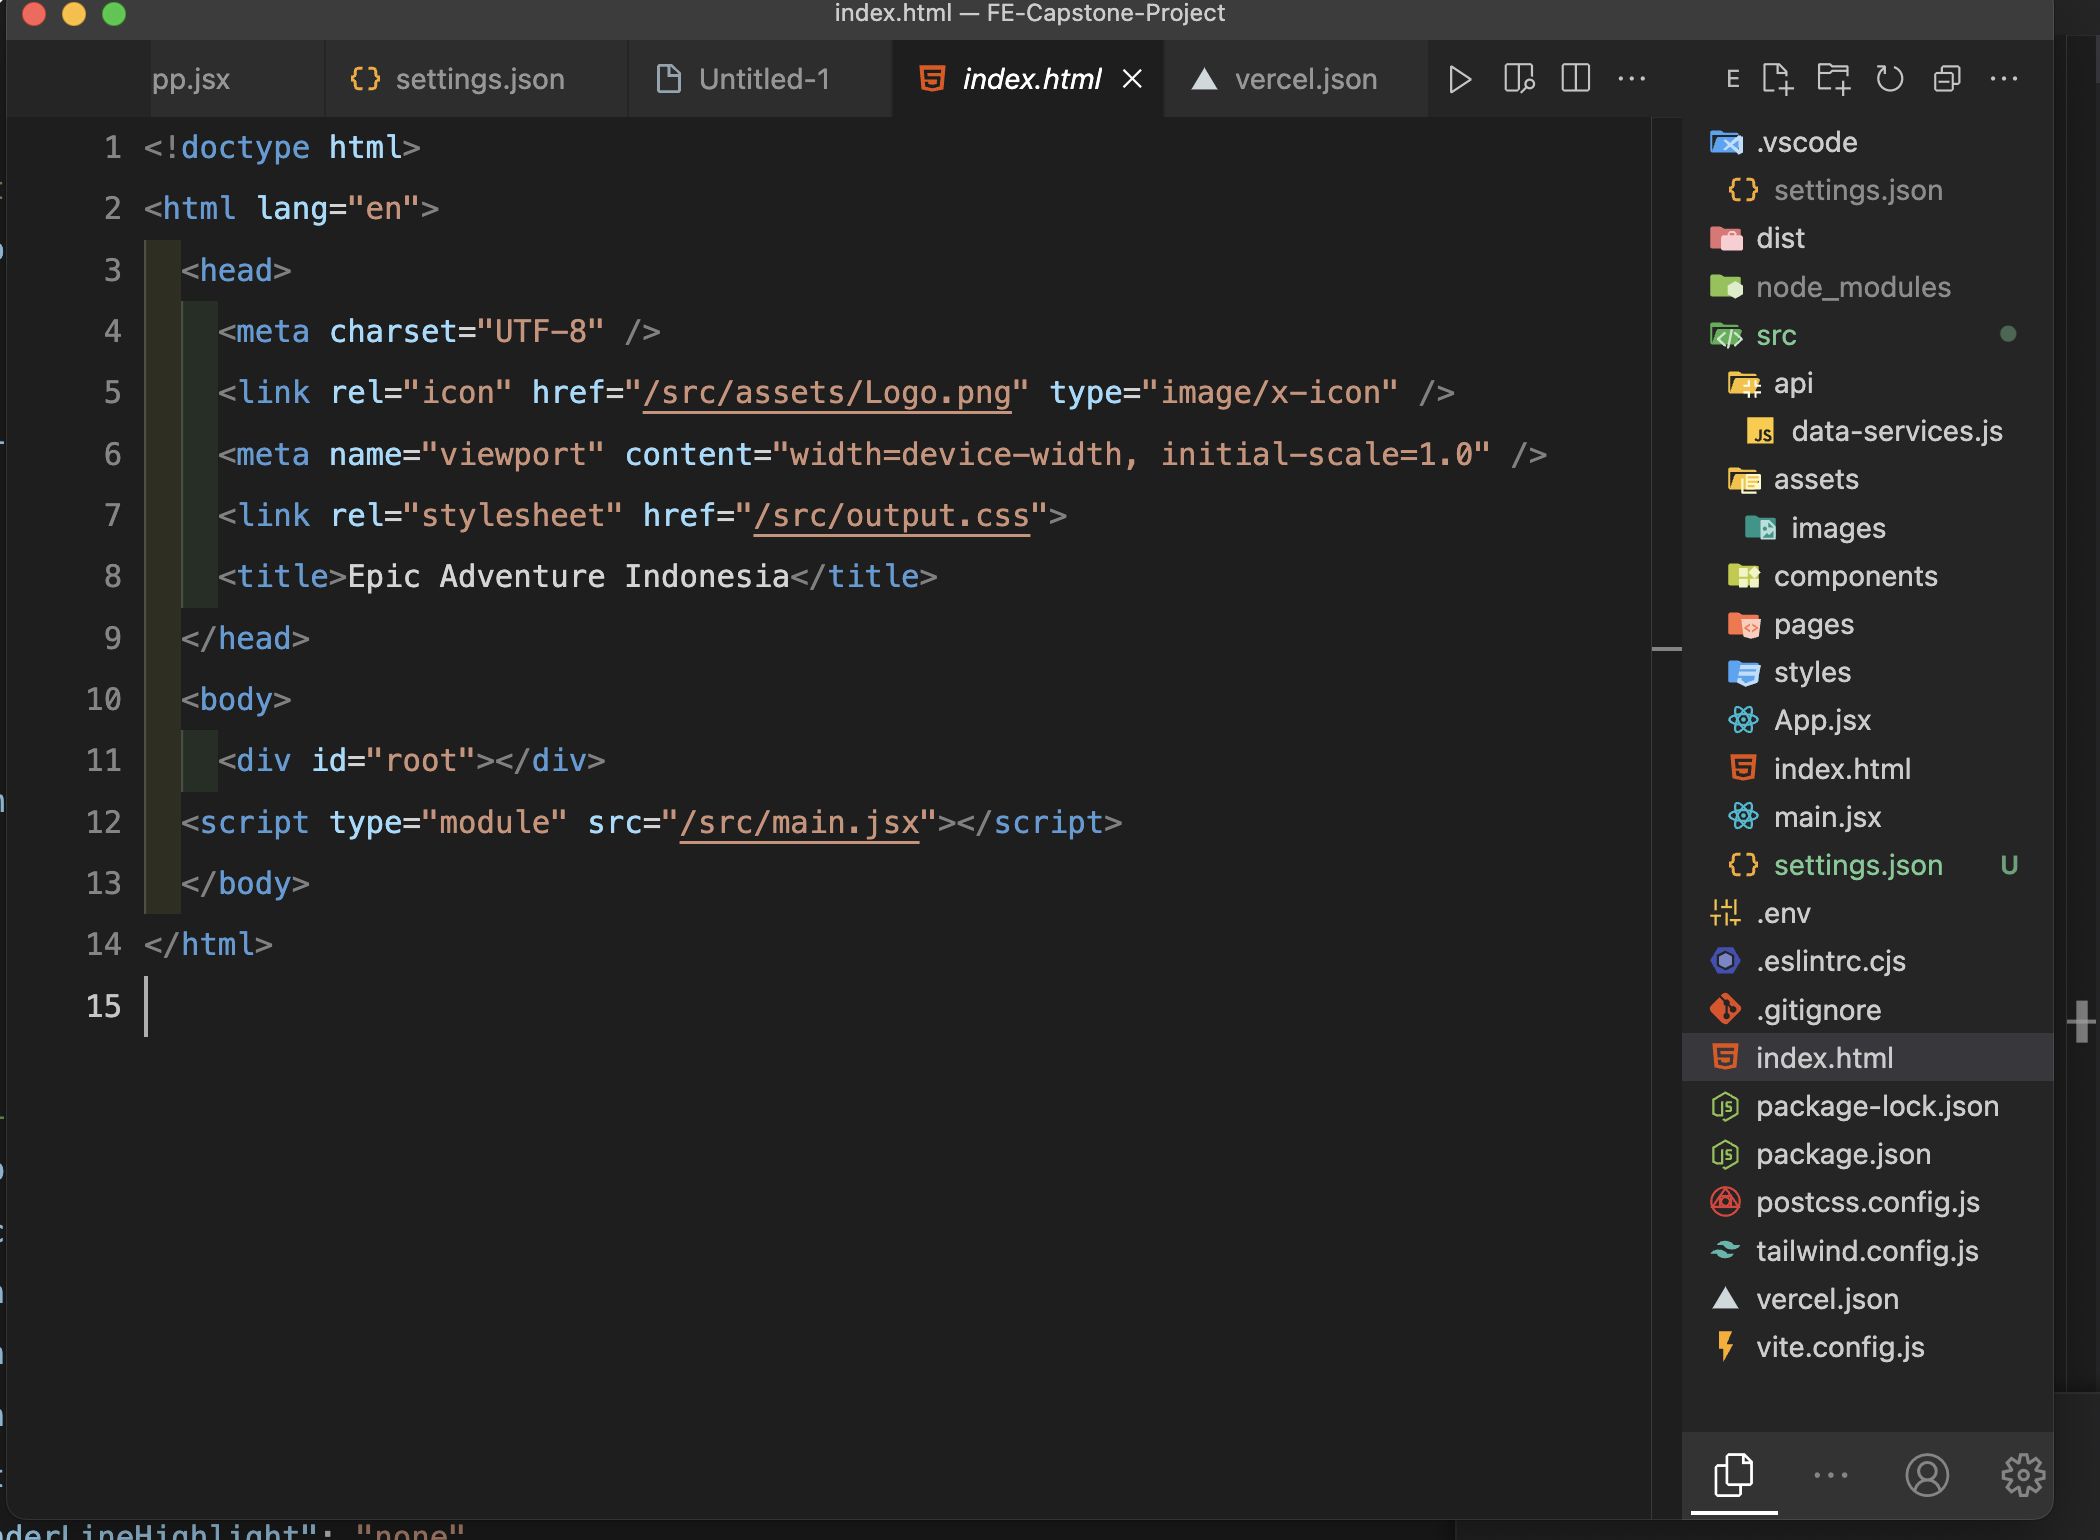 index.html — FE-Capstone-Project
pp.jsx
settings.json
Untitled-1
index.html
vercel.json
E
1 <!doctype html>
2 <html lang="en">
3 <head>
4 <meta charset="UTF-8" />
5 <link rel="icon" href="/src/assets/Logo.png" type="image/x-icon" />
6 <meta name="viewport" content="width=device-width, initial-scale=1.0" />
7 <link rel="stylesheet" href="/src/output.css">
8 <title>Epic Adventure Indonesia</title>
9 </head>
10 <body>
11 <div id="root"></div>
12 <script type="module" src="/src/main.jsx"></script>
13 </body>
14 </html>
15
.vscode
settings.json
dist
node_modules
src
api
data-services.js
assets
images
components
pages
styles
App.jsx
index.html
main.jsx
settings.json U
.env
.eslintrc.cjs
.gitignore
index.html
package-lock.json
package.json
postcss.config.js
tailwind.config.js
vercel.json
vite.config.js
derLineHighlight": "none"